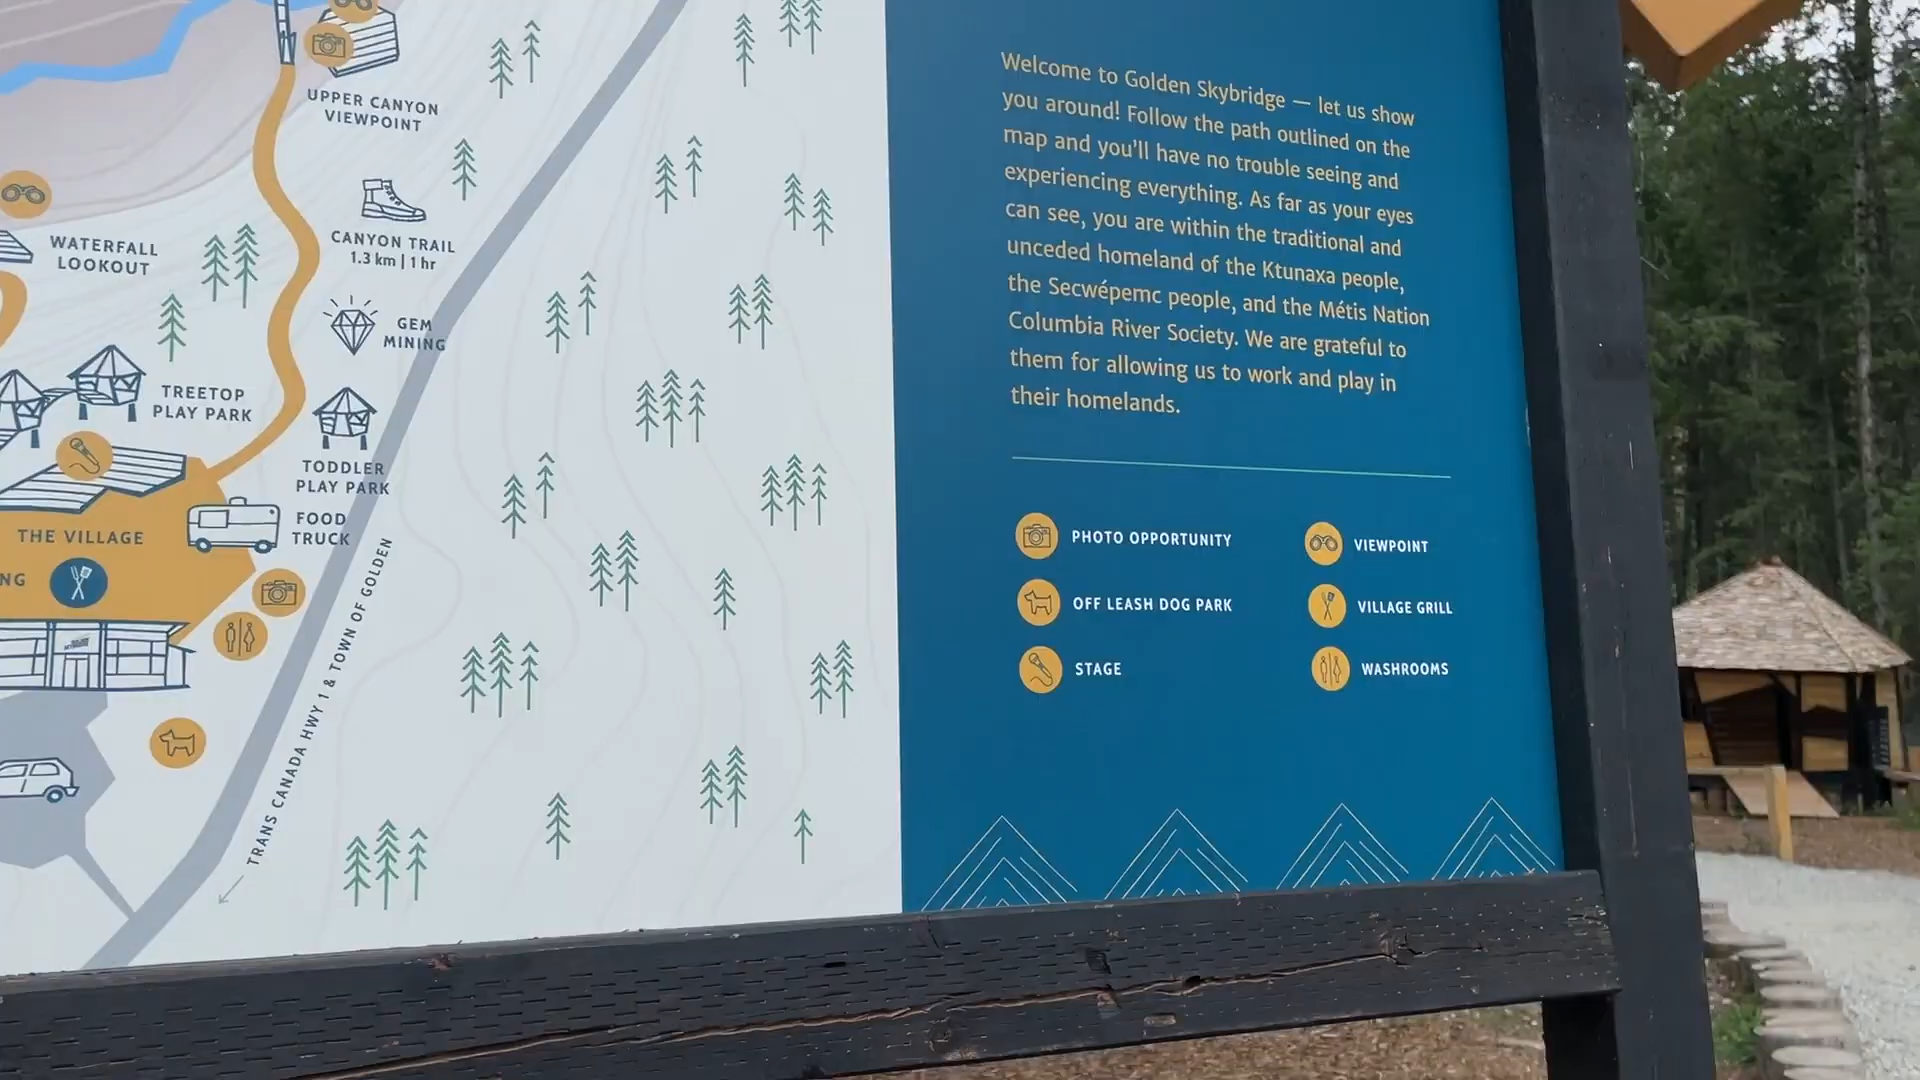 UPPER CANYON
VIEWPOINT
WATERFALL
LOOKOUT
CANYON TRAIL
1.3 km | 1 hr
GEM
MINING
TREETOP
PLAY PARK
TODDLER
PLAY PARK
FOOD
TRUCK
THE VILLAGE
NG
TRANS CANADA HWY 1 & TOWN OF GOLDEN
Welcome to Golden Skybridge — let us show
you around! Follow the path outlined on the
map and you'll have no trouble seeing and
experiencing everything. As far as your eyes
can see, you are within the traditional and
unceded homeland of the Ktunaxa people,
the Secwépemc people, and the Métis Nation
Columbia River Society. We are grateful to
them for allowing us to work and play in
their homelands.
PHOTO OPPORTUNITY
VIEWPOINT
OFF LEASH DOG PARK
VILLAGE GRILL
STAGE
WASHROOMS